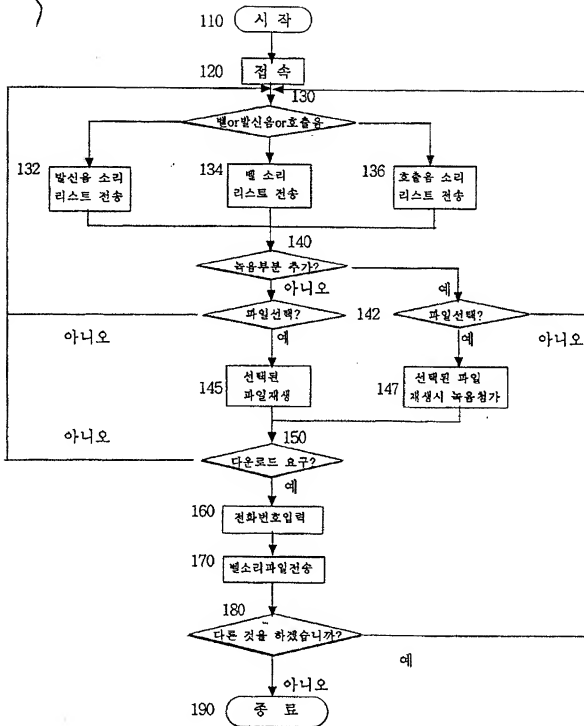 110 시 작
120 접 속
130
벨or발신음or호출음
132 발신음 소리
리스트 전송
134 벨 소리
리스트 전송
136 호출음 소리
리스트 전송
140
녹음부분 추가?
아니오
예
파일선택?
142
파일선택?
아니오
예
예
아니오
145 선택된
파일재생
147 선택된 파일
재생시 녹음첨가
150
아니오
다운로드 요구?
예
160 전화번호입력
170 벨소리파일전송
180
다른 것을 하겠습니까?
예
아니오
190 종 료